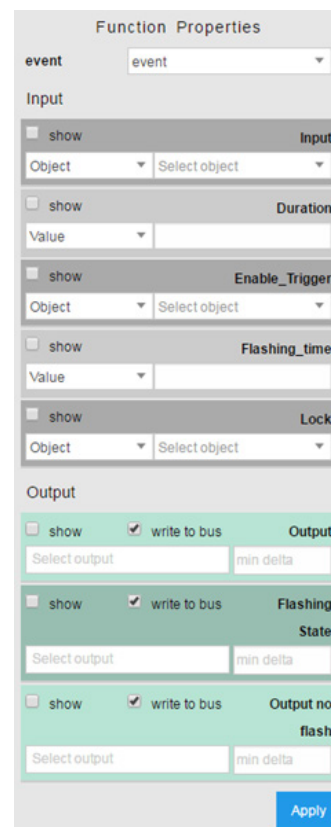 Function Properties
event event
Input
show Input
Object Select object
show Duration
Value
show Enable_Trigger
Object Select object
show Flashing_time
Value
show Lock
Object Select object
Output
show write to bus Output
Select output min delta
show write to bus Flashing
State
Select output min delta
show write to bus Output no
flash
Select output min delta
Apply